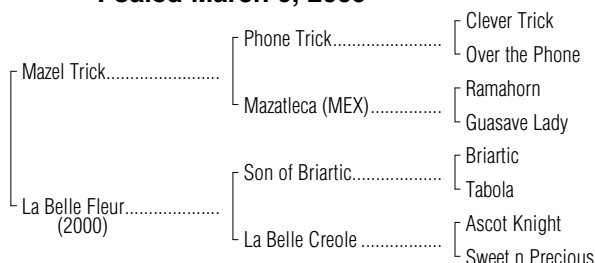 Clever Trick
Phone Trick......................
Over the Phone
Mazel Trick.......................
Ramahorn
Mazatleca (MEX)..............
Guasave Lady
Briartic
Son of Briartic..................
Tabola
La Belle Fleur...................
(2000)
Ascot Knight
La Belle Creole ................
Sweet n Precious